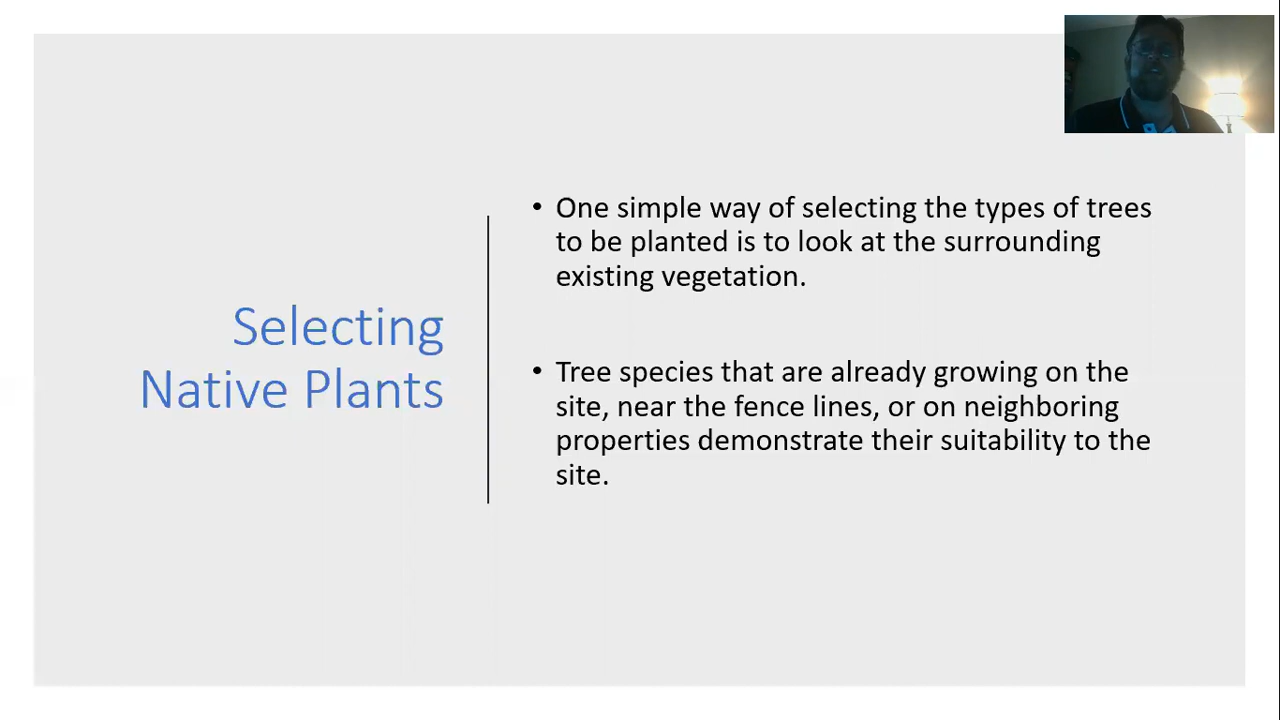 Selecting
Native Plants
• One simple way of selecting the types of trees
to be planted is to look at the surrounding
existing vegetation.
• Tree species that are already growing on the
site, near the fence lines, or on neighboring
properties demonstrate their suitability to the
site.